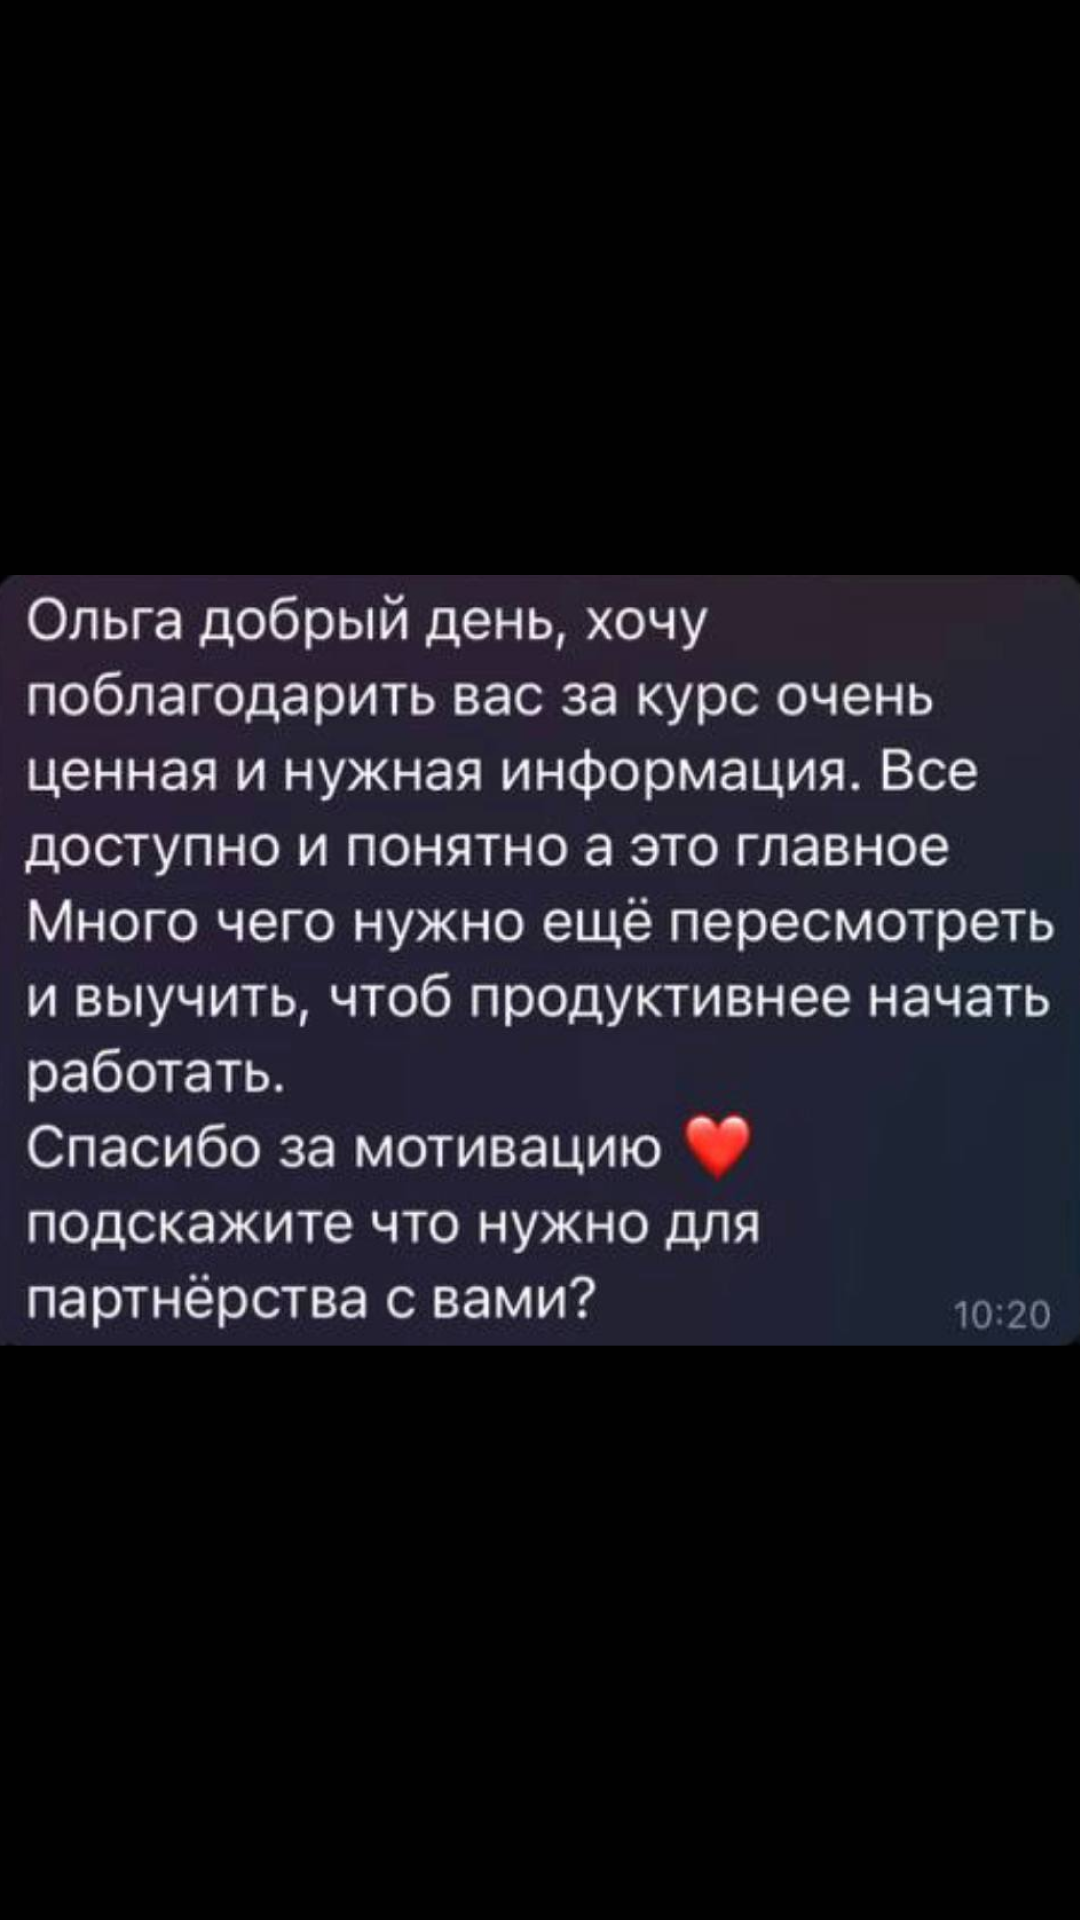 Ольга добрый день, хочу
поблагодарить вас за курс очень
ценная и нужная информация. Все
доступно и понятно а это главное
Много чего нужно ещё пересмотреть
и выучить, чтоб продуктивнее начать
работать.
Спасибо за мотивацию ❤️
подскажите что нужно для
партнёрства с вами?
10:20